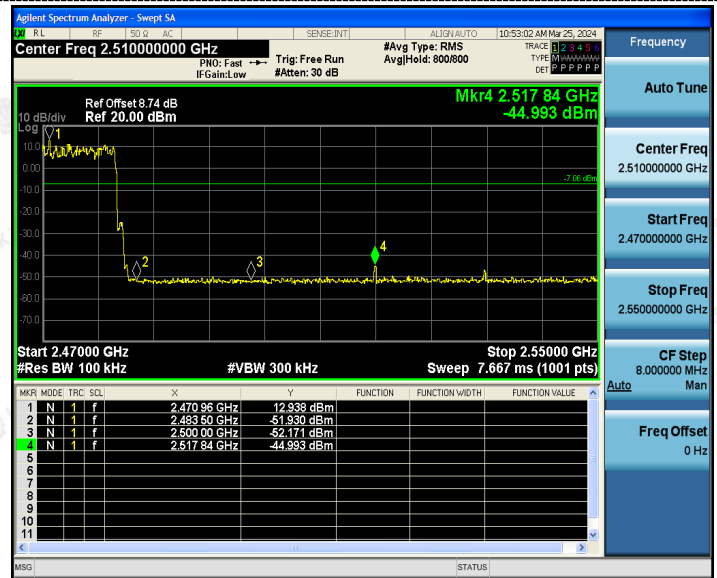 Agilent Spectrum Analyzer - Swept SA
LXI RL RF 50 Ω AC SENSE:INT ALIGN AUTO 10:53:02 AM Mar 25, 2024
Center Freq 2.510000000 GHz #Avg Type: RMS TRACE 1 2 3 4 5 6
PNO: Fast Trig: Free Run Avg|Hold: 800/800 TYPE M WWWWW
IFGain:Low #Atten: 30 dB DET P P P P P P
Ref Offset 8.74 dB Mkr4 2.517 84 GHz
10 dB/div Ref 20.00 dBm -44.993 dBm
Log
1
10.0
0.00
-7.06 dBm
-10.0
-20.0
-30.0
-40.0
2
3
4
-50.0
-60.0
-70.0
Start 2.47000 GHz Stop 2.55000 GHz
#Res BW 100 kHz #VBW 300 kHz Sweep 7.667 ms (1001 pts)
MKR MODE TRC SCL X Y FUNCTION FUNCTION WIDTH FUNCTION VALUE
1 N 1 f 2.470 96 GHz 12.938 dBm
2 N 1 f 2.483 50 GHz -51.930 dBm
3 N 1 f 2.500 00 GHz -52.171 dBm
4 N 1 f 2.517 84 GHz -44.993 dBm
5
6
7
8
9
10
11
MSG STATUS
Frequency
Auto Tune
Center Freq
2.510000000 GHz
Start Freq
2.470000000 GHz
Stop Freq
2.550000000 GHz
CF Step
8.000000 MHz
Auto Man
Freq Offset
0 Hz